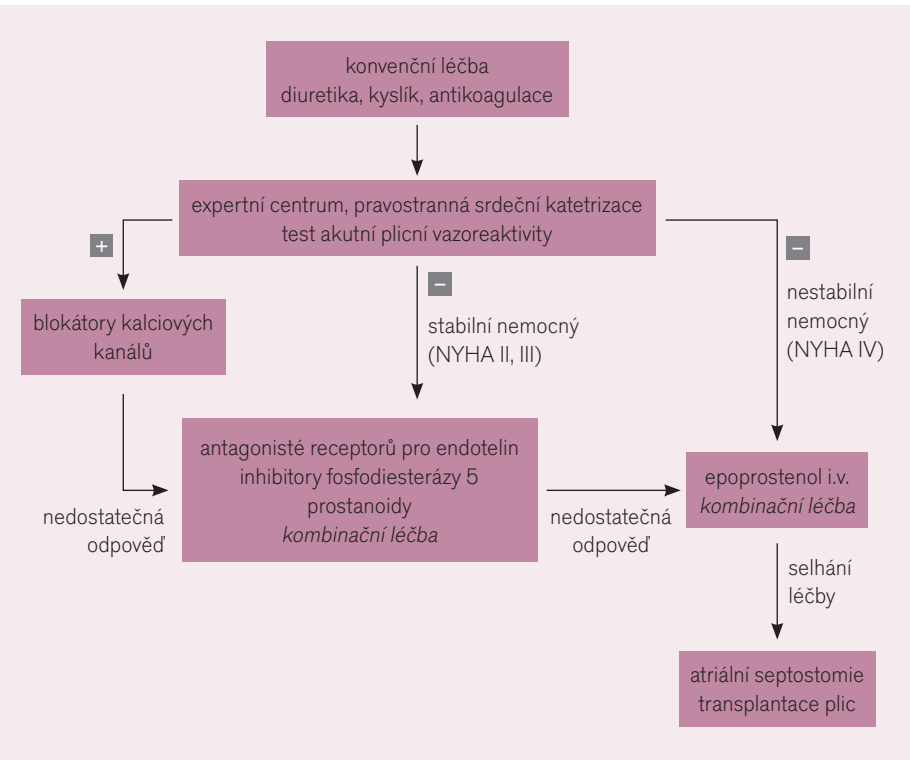 konvenční léčba
diuretika, kyslík, antikoagulace
expertní centrum, pravostranná srdeční katetrizace
test akutní plicní vazoreaktivity
+
–
–
blokátory kalciových
kanálů
stabilní nemocný
(NYHA II, III)
nestabilní
nemocný
(NYHA IV)
antagonisté receptorů pro endotelin
inhibitory fosfodiesterázy 5
prostanoidy
kombinační léčba
nedostatečná
odpověď
nedostatečná
odpověď
epoprostenol i.v.
kombinační léčba
selhání
léčby
atriální septostomie
transplantace plic